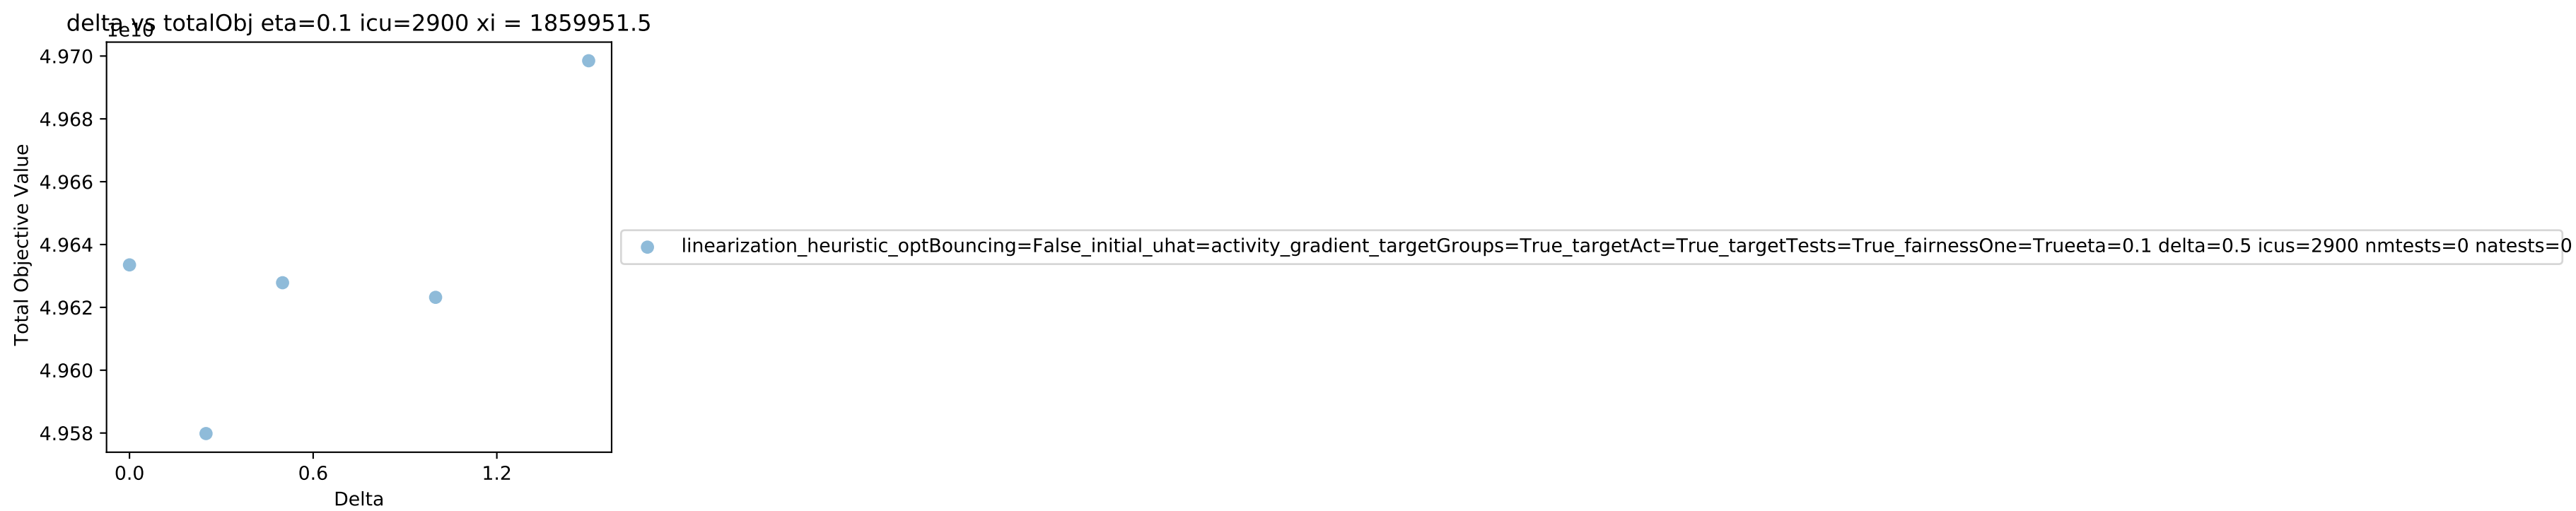 delta vs totalObj eta=0.1 icu=2900 xi = 1859951.5
1e10
4.970
4.968
4.966
4.964
4.962
4.960
4.958
Total Objective Value
0.0 0.6 1.2
Delta
linearization_heuristic_optBouncing=False_initial_uhat=activity_gradient_targetGroups=True_targetAct=True_targetTests=True_fairnessOne=Trueeta=0.1 delta=0.5 icus=2900 nmtests=0 natests=0